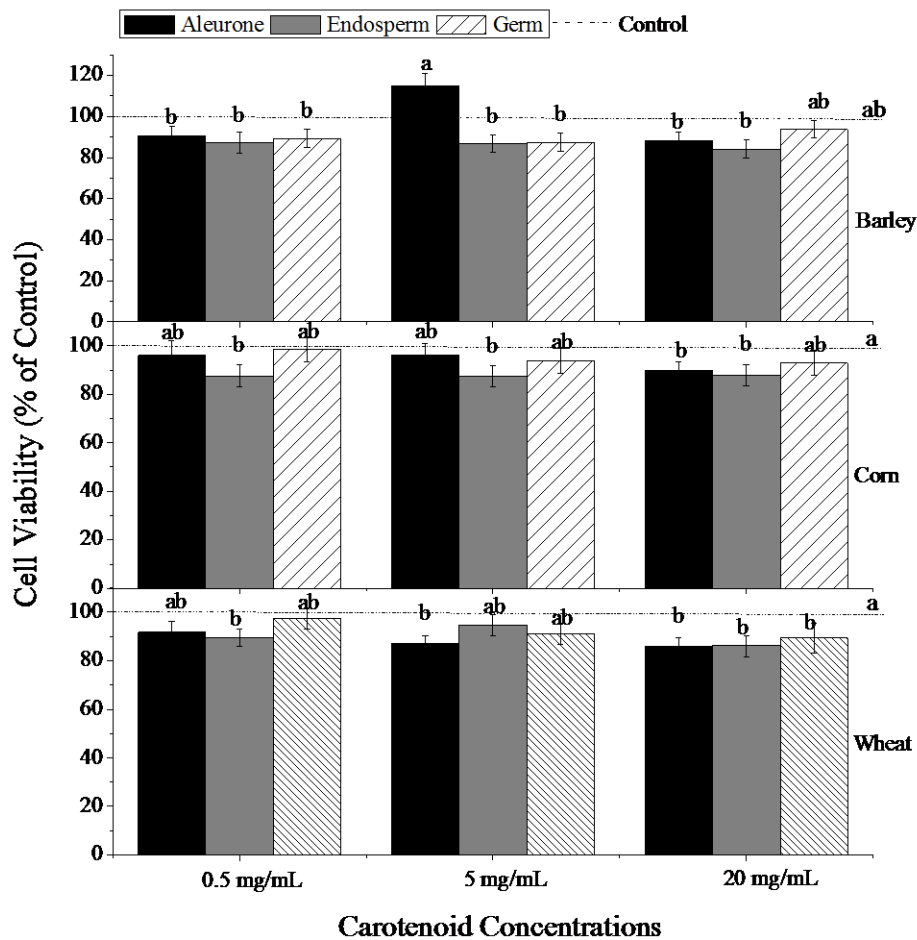 Aleurone Endosperm Germ Control
Cell Viability (% of Control)
120
100
80
60
40
20
0
b b b a b b b b ab ab
Barley
100
80
60
40
20
0
ab b ab ab b ab b b ab a
Corn
100
80
60
40
20
0
ab b ab b ab ab b b b a
Wheat
0.5 mg/mL 5 mg/mL 20 mg/mL
Carotenoid Concentrations